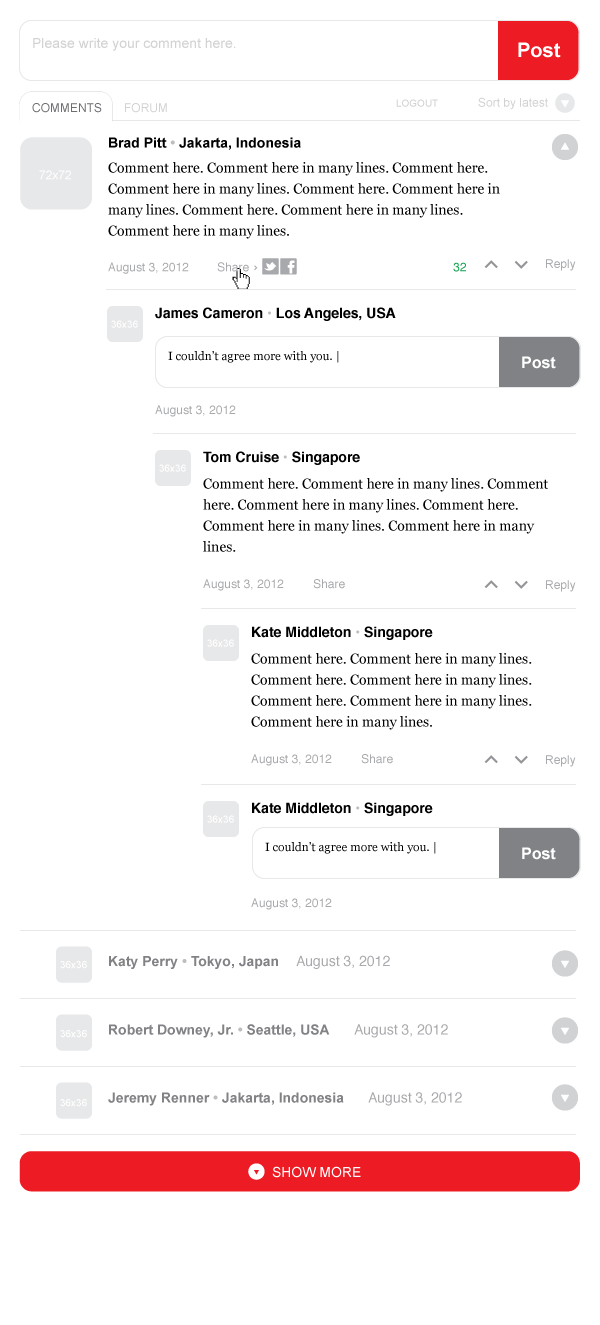 Please write your comment here.
Post
COMMENTS
FORUM
LOGOUT
Sort by latest
72x72
Brad Pitt • Jakarta, Indonesia
Comment here. Comment here in many lines. Comment here.
Comment here in many lines. Comment here. Comment here in
many lines. Comment here. Comment here in many lines.
Comment here in many lines.
August 3, 2012
Share ›
32
Reply
36x36
James Cameron • Los Angeles, USA
I couldn't agree more with you. |
Post
August 3, 2012
36x36
Tom Cruise • Singapore
Comment here. Comment here in many lines. Comment
here. Comment here in many lines. Comment here.
Comment here in many lines. Comment here in many
lines.
August 3, 2012
Share
Reply
36x36
Kate Middleton • Singapore
Comment here. Comment here in many lines.
Comment here. Comment here in many lines.
Comment here. Comment here in many lines.
Comment here in many lines.
August 3, 2012
Share
Reply
36x36
Kate Middleton • Singapore
I couldn't agree more with you. |
Post
August 3, 2012
36x36
Katy Perry • Tokyo, Japan
August 3, 2012
36x36
Robert Downey, Jr. • Seattle, USA
August 3, 2012
36x36
Jeremy Renner • Jakarta, Indonesia
August 3, 2012
SHOW MORE